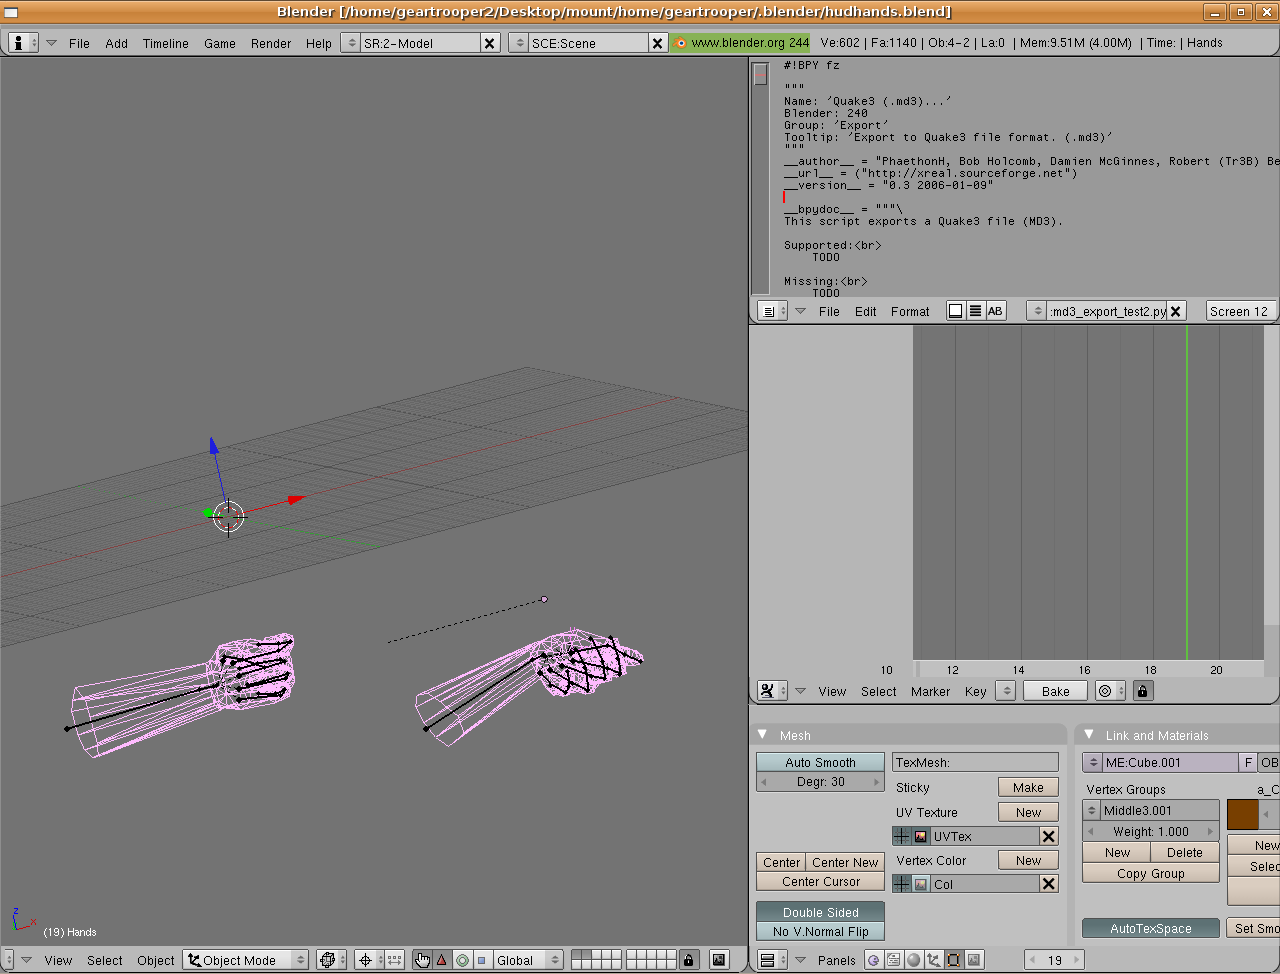 Blender [/home/geartrooper2/Desktop/mount/home/geartrooper/.blender/hudhands.blend]
File Add Timeline Game Render Help SR:2-Model SCE:Scene www.blender.org 244 Ve:602 | Fa:1140 | Ob:4-2 | La:0 | Mem:9.51M (4.00M) | Time: | Hands
#!BPY fz
"""
Name: 'Quake3 (.md3)...'
Blender: 240
Group: 'Export'
Tooltip: 'Export to Quake3 file format. (.md3)'
"""
__author__ = "PhaethonH, Bob Holcomb, Damien McGinnes, Robert (Tr3B) Be
__url__ = ("http://xreal.sourceforge.net")
__version__ = "0.3 2006-01-09"
__bpydoc__ = """\
This script exports a Quake3 file (MD3).
Supported:<br>
TODO
Missing:<br>
TODO
File Edit Format AB :md3_export_test2.py Screen 12
10 12 14 16 18 20
View Select Marker Key Bake
Mesh
Auto Smooth
Degr: 30
TexMesh:
Sticky Make
UV Texture New
UVTex
Center Center New
Vertex Color New
Center Cursor
Col
Double Sided
No V.Normal Flip
Link and Materials
ME:Cube.001 F OB
Vertex Groups a_C
Middle3.001
Weight: 1.000
New Delete New
Copy Group Selec
AutoTexSpace Set Smo
z
x
(19) Hands
View Select Object Object Mode Global
Panels 19